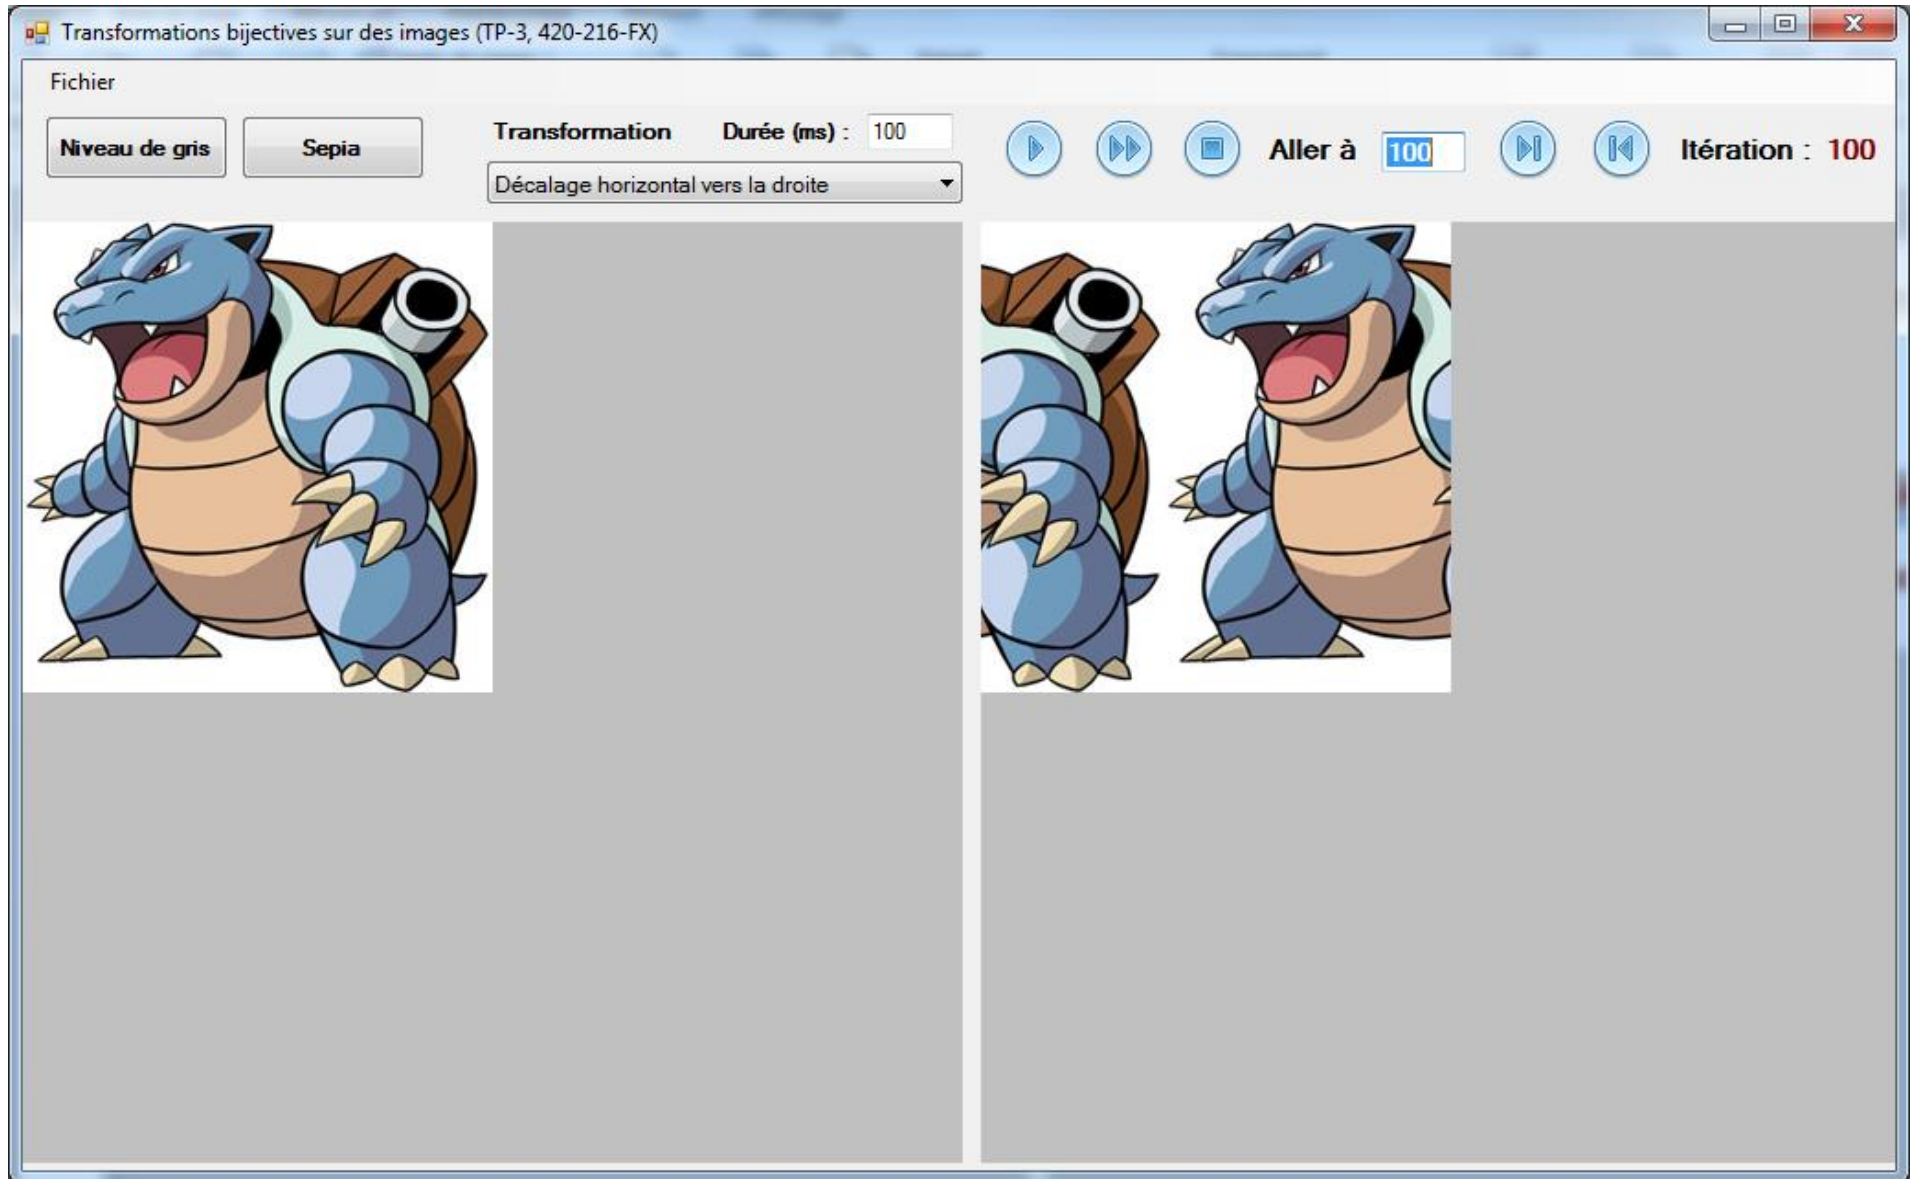 Transformations bijectives sur des images (TP-3, 420-216-FX)
Fichier
Niveau de gris
Sepia
Transformation
Durée (ms) : 100
Décalage horizontal vers la droite
Aller à 100
Itération : 100